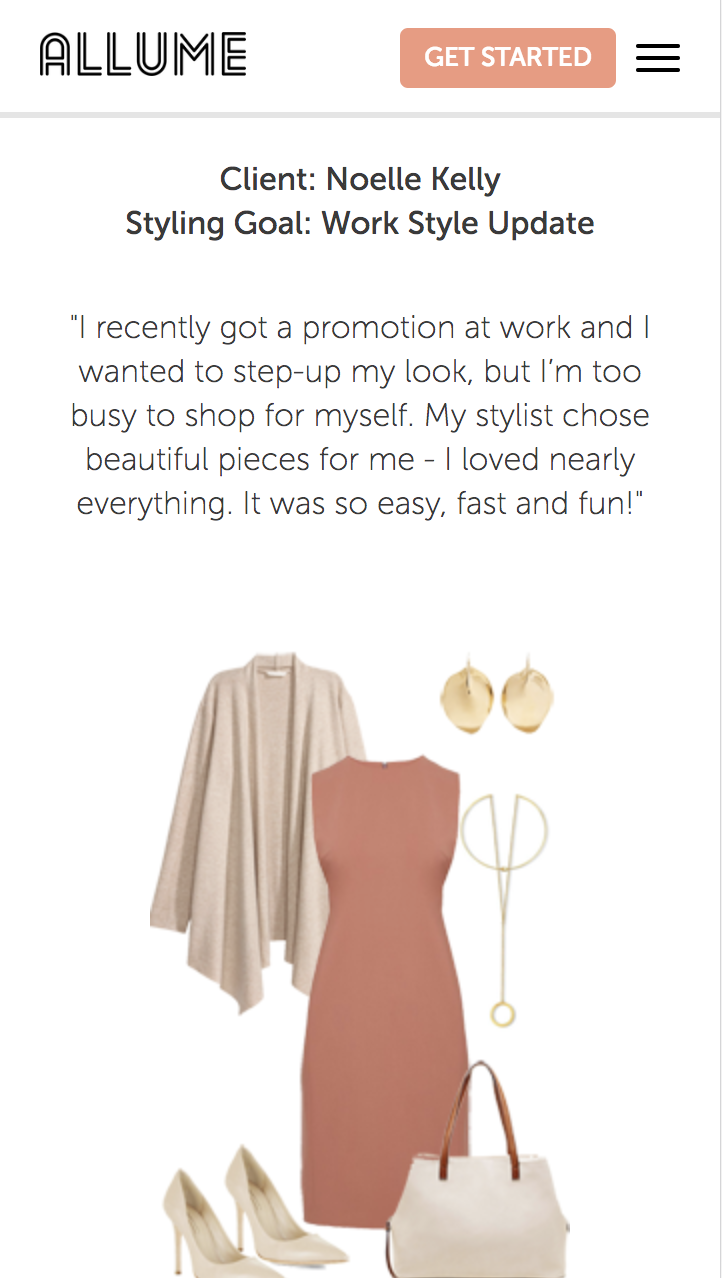 ALLUME
GET STARTED
Client: Noelle Kelly
Styling Goal: Work Style Update
"I recently got a promotion at work and I
wanted to step-up my look, but I’m too
busy to shop for myself. My stylist chose
beautiful pieces for me - I loved nearly
everything. It was so easy, fast and fun!"